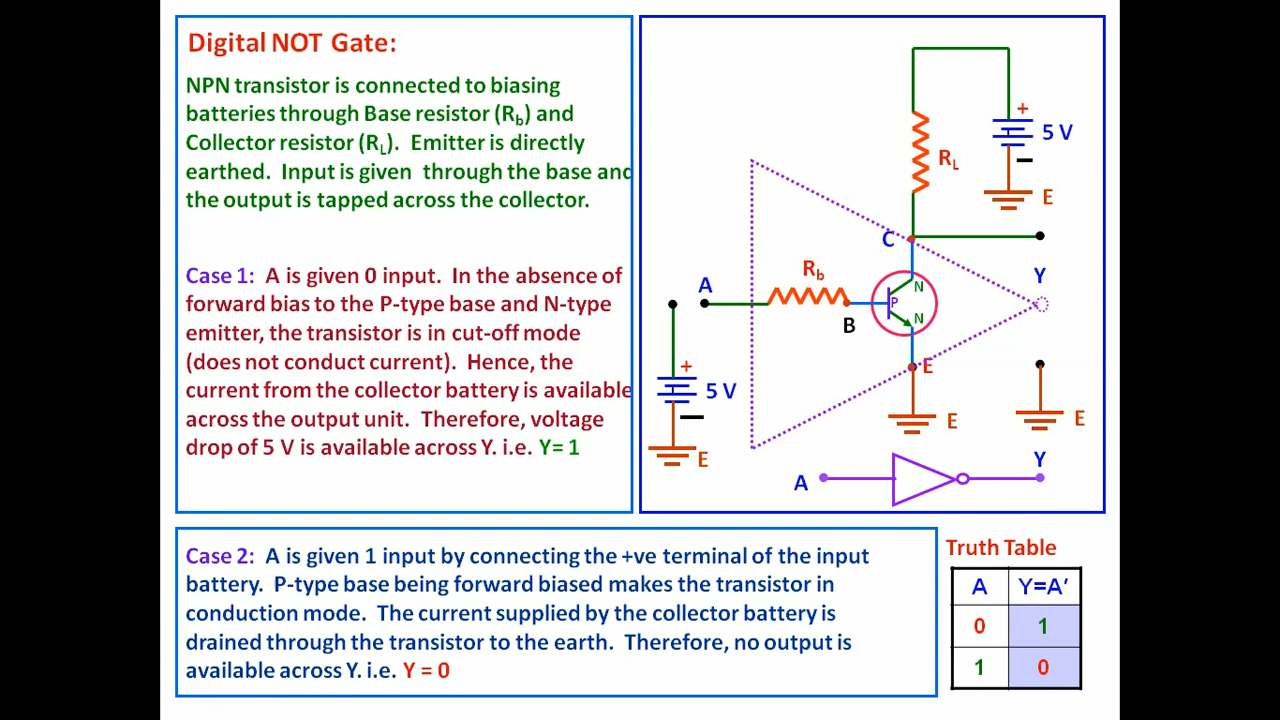 Digital NOT Gate:
NPN transistor is connected to biasing
batteries through Base resistor (Rb) and
Collector resistor (RL). Emitter is directly
earthed. Input is given through the base and
the output is tapped across the collector.
Case 1: A is given 0 input. In the absence of
forward bias to the P-type base and N-type
emitter, the transistor is in cut-off mode
(does not conduct current). Hence, the
current from the collector battery is available
across the output unit. Therefore, voltage
drop of 5 V is available across Y. i.e. Y= 1
+
5 V
RL
E
C
Y
A
Rb
N
P
N
B
E
+
5 V
E
E
E
A
Y
Case 2: A is given 1 input by connecting the +ve terminal of the input
battery. P-type base being forward biased makes the transistor in
conduction mode. The current supplied by the collector battery is
drained through the transistor to the earth. Therefore, no output is
available across Y. i.e. Y = 0
Truth Table
A Y=A′
0 1
1 0